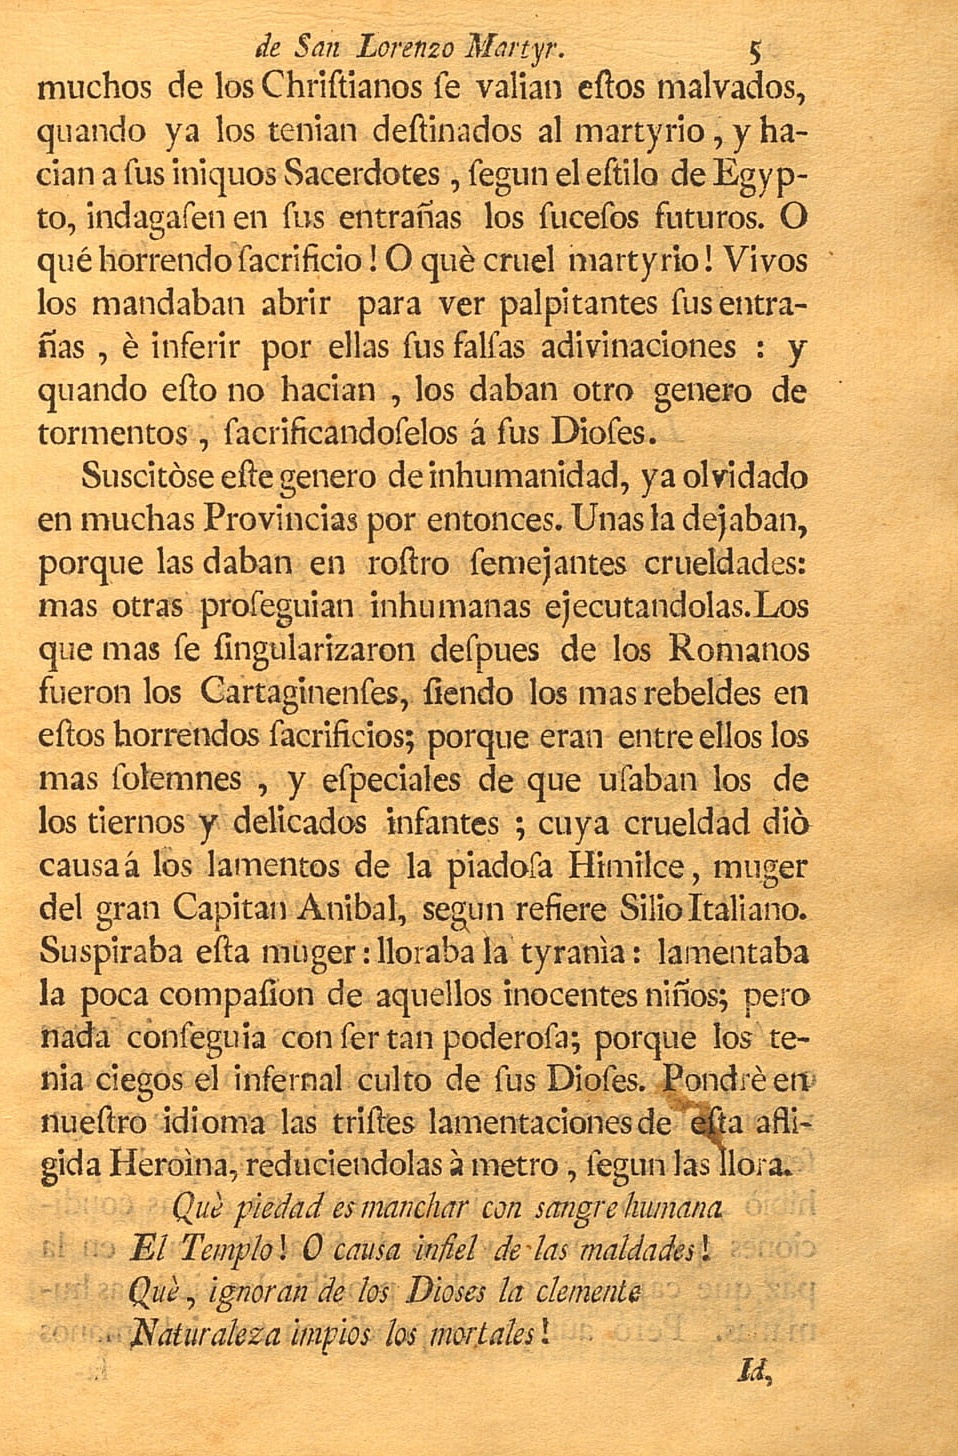 de San Lorenzo Martyr. 5
muchos de los Chriſtianos ſe valian eſtos malvados,
quando ya los tenian deſtinados al martyrio, y ha-
cian a ſus iniquos Sacerdotes, ſegun el eſtilo de Egyp-
to, indagaſen en ſus entrañas los ſuceſos futuros. O
qué horrendo ſacrificio! O què cruel martyrio! Vivos
los mandaban abrir para ver palpitantes ſus entra-
ñas, è inferir por ellas ſus falſas adivinaciones : y
quando eſto no hacian, los daban otro genero de
tormentos, ſacrificandoſelos á ſus Dioſes.
Suscitòse eſte genero de inhumanidad, ya olvidado
en muchas Provincias por entonces. Unas la dejaban,
porque las daban en roſtro ſemejantes crueldades:
mas otras proſeguian inhumanas ejecutandolas. Los
que mas ſe ſingularizaron deſpues de los Romanos
fueron los Cartaginenſes, ſiendo los mas rebeldes en
eſtos horrendos ſacrificios; porque eran entre ellos los
mas ſolemnes, y eſpeciales de que uſaban los de
los tiernos y delicados infantes; cuya crueldad diò
causa á los lamentos de la piadoſa Himilce, muger
del gran Capitan Anibal, ſegun refiere Silio Italiano.
Suspiraba eſta muger: lloraba la tyranìa: lamentaba
la poca compaſion de aquellos inocentes niños; pero
nada conſeguia con ſer tan poderoſa; porque los te-
nia ciegos el infernal culto de ſus Dioſes. Pondrè en
nueſtro idioma las triſtes lamentaciones de eſta afli-
gida Heroìna, reduciendolas à metro, ſegun las llora.
Què piedad es manchar con sangre humana
El Templo! O causa infiel de las maldades!
Què, ignoran de los Dioses la clemente
Naturaleza impios los mortales!
Id,